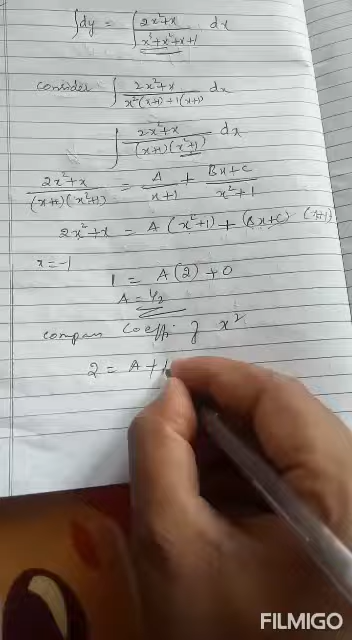 ∫dy = ∫ 2x²+x / x³+x²+x+1 dx
consider ∫ 2x²+x / x²(x+1)+1(x+1) dx
∫ 2x²+x / (x+1)(x²+1) dx
2x²+x / (x+1)(x²+1) = A / x+1 + Bx+C / x²+1
2x²+x = A(x²+1) + (Bx+C) (x+1)
x=-1
1 = A(2)+0
A = 1/2
compare coeffi of x²
2 = A+
FILMIGO